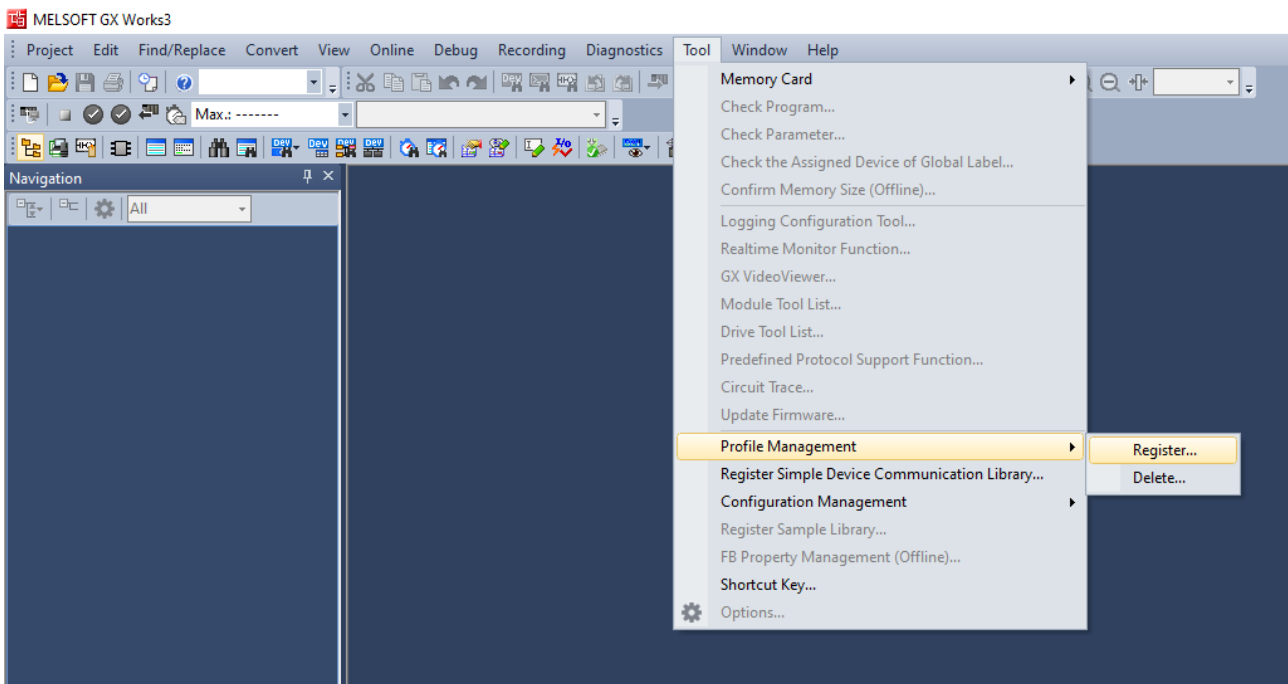 MELSOFT GX Works3
Project Edit Find/Replace Convert View Online Debug Recording Diagnostics Tool Window Help
Max.: -------
Navigation
All
Memory Card
Check Program...
Check Parameter...
Check the Assigned Device of Global Label...
Confirm Memory Size (Offline)...
Logging Configuration Tool...
Realtime Monitor Function...
GX VideoViewer...
Module Tool List...
Drive Tool List...
Predefined Protocol Support Function...
Circuit Trace...
Update Firmware...
Profile Management
Register...
Register Simple Device Communication Library...
Delete...
Configuration Management
Register Sample Library...
FB Property Management (Offline)...
Shortcut Key...
Options...